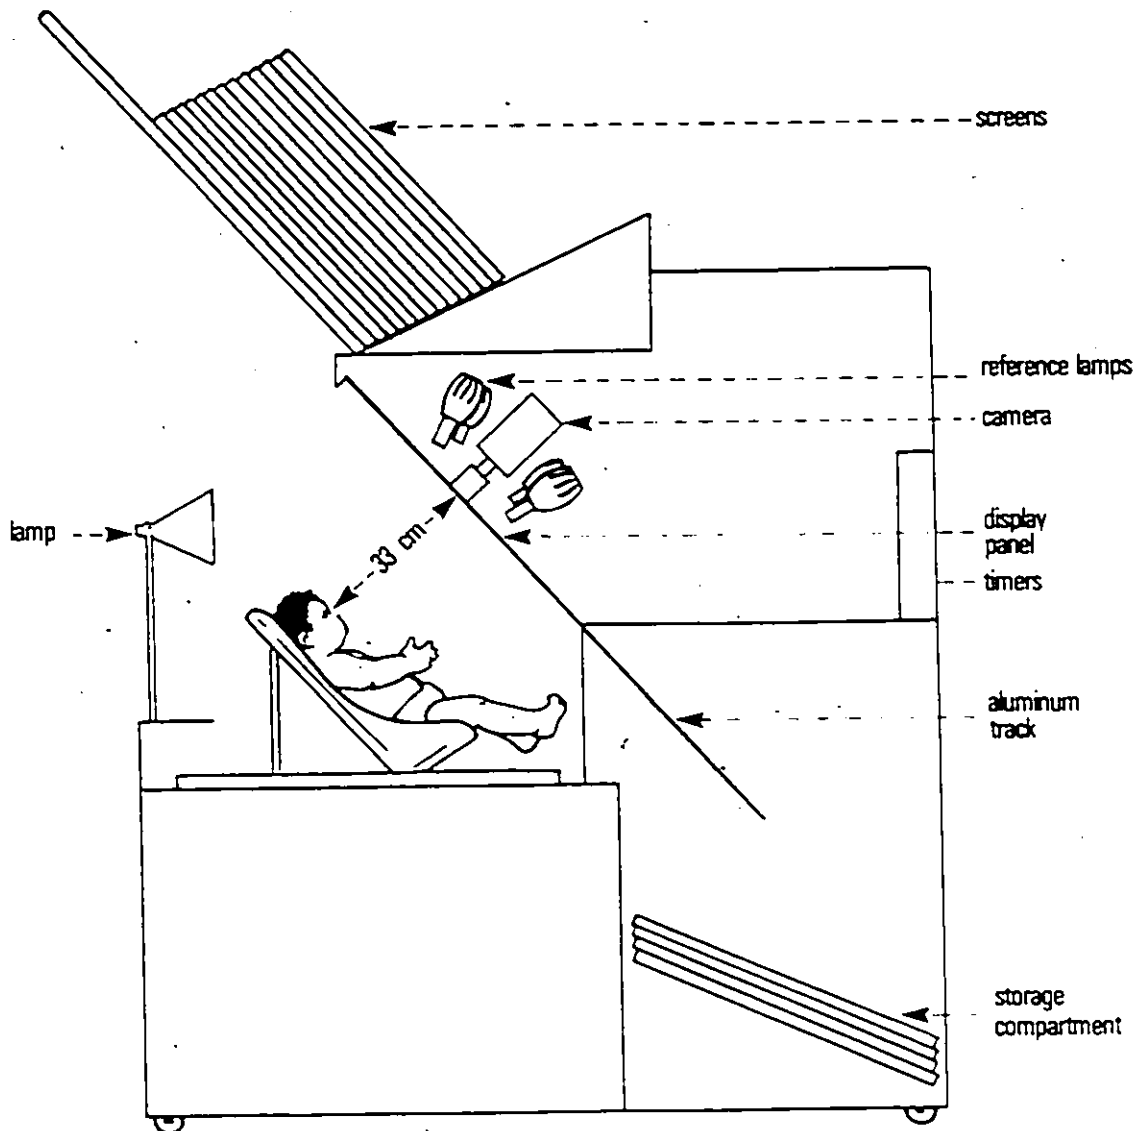 screens
reference lamps
camera
lamp
33 cm
display
panel
timers
aluminum
track
storage
compartment